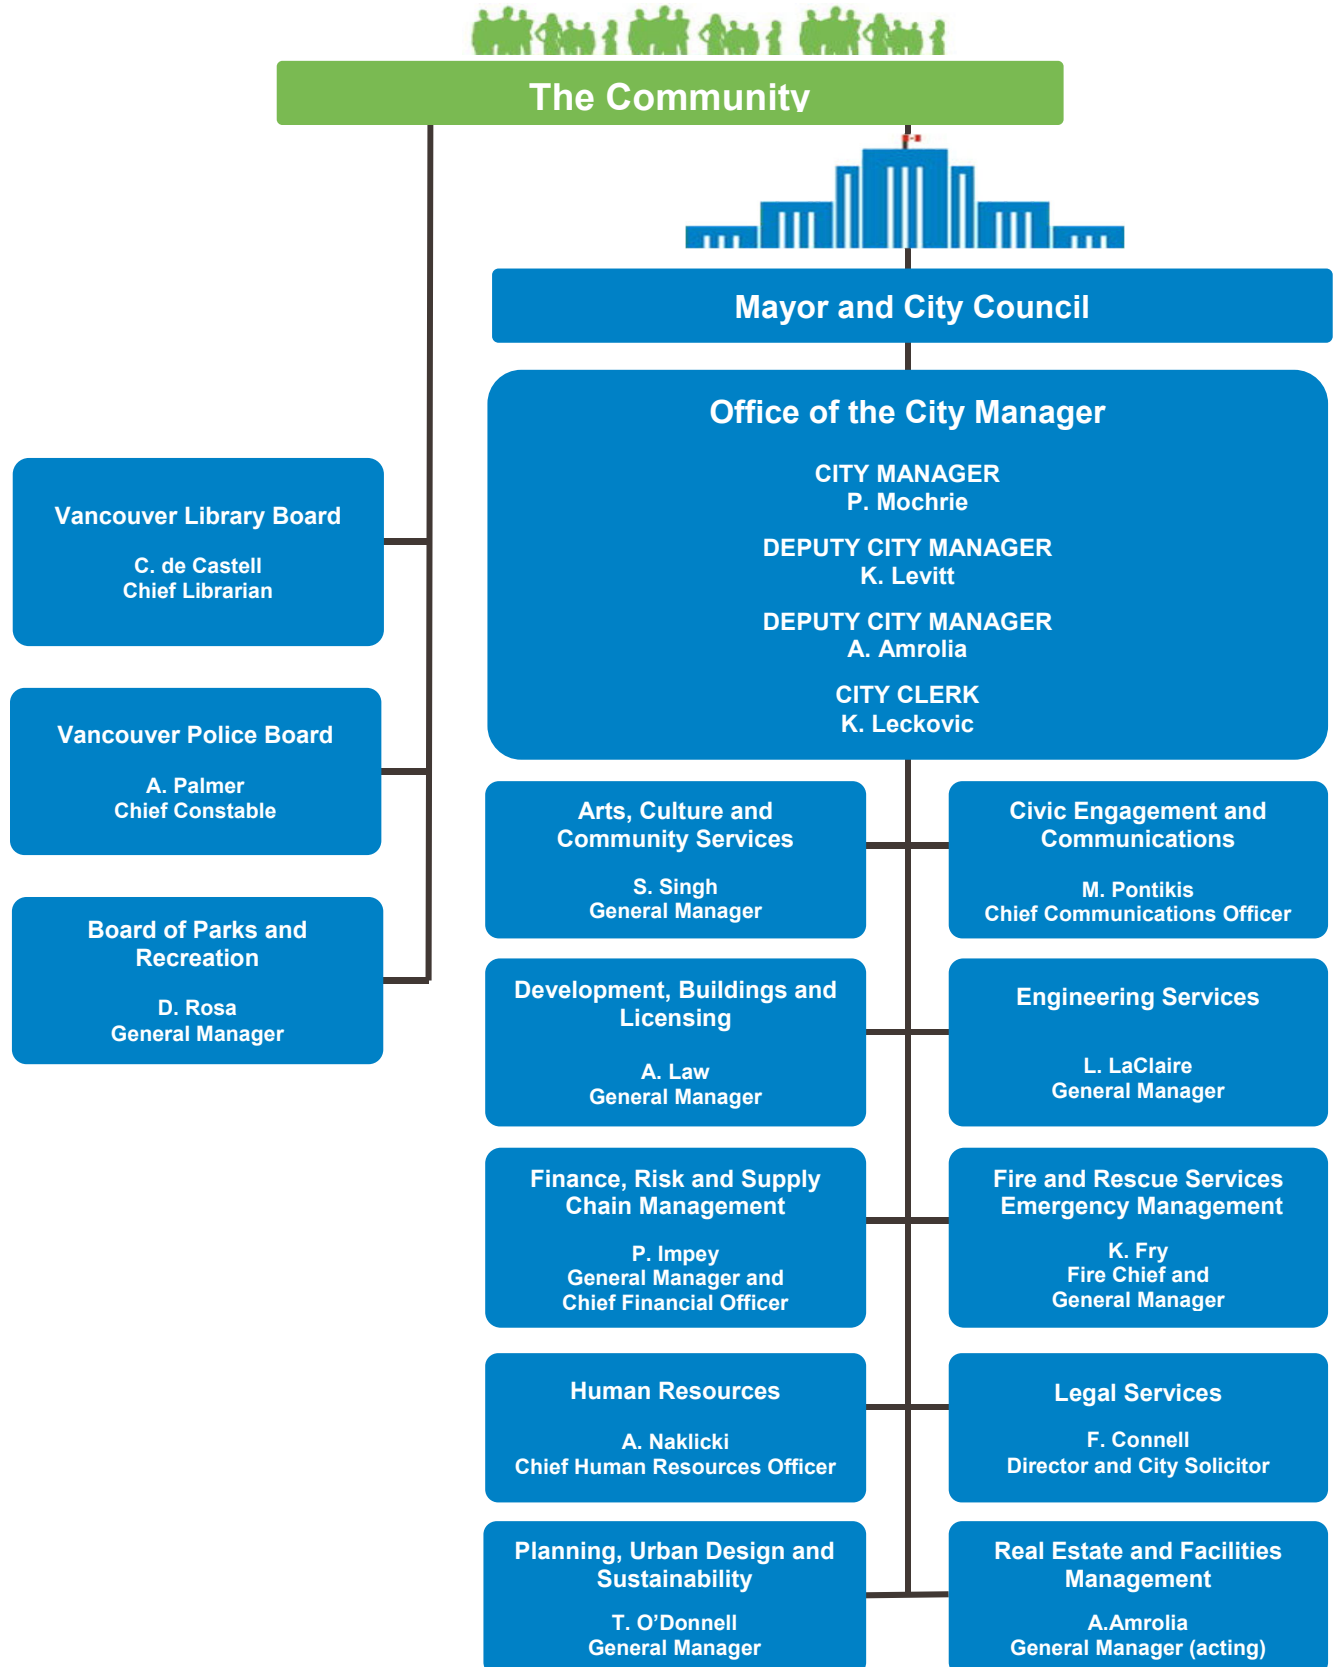 The Community
Mayor and City Council
Office of the City Manager
CITY MANAGER
P. Mochrie
DEPUTY CITY MANAGER
K. Levitt
DEPUTY CITY MANAGER
A. Amrolia
CITY CLERK
K. Leckovic
Vancouver Library Board
C. de Castell
Chief Librarian
Vancouver Police Board
A. Palmer
Chief Constable
Board of Parks and
Recreation
D. Rosa
General Manager
Arts, Culture and
Community Services
S. Singh
General Manager
Civic Engagement and
Communications
M. Pontikis
Chief Communications Officer
Development, Buildings and
Licensing
A. Law
General Manager
Engineering Services
L. LaClaire
General Manager
Finance, Risk and Supply
Chain Management
P. Impey
General Manager and
Chief Financial Officer
Fire and Rescue Services
Emergency Management
K. Fry
Fire Chief and
General Manager
Human Resources
A. Naklicki
Chief Human Resources Officer
Legal Services
F. Connell
Director and City Solicitor
Planning, Urban Design and
Sustainability
T. O’Donnell
General Manager
Real Estate and Facilities
Management
A.Amrolia
General Manager (acting)